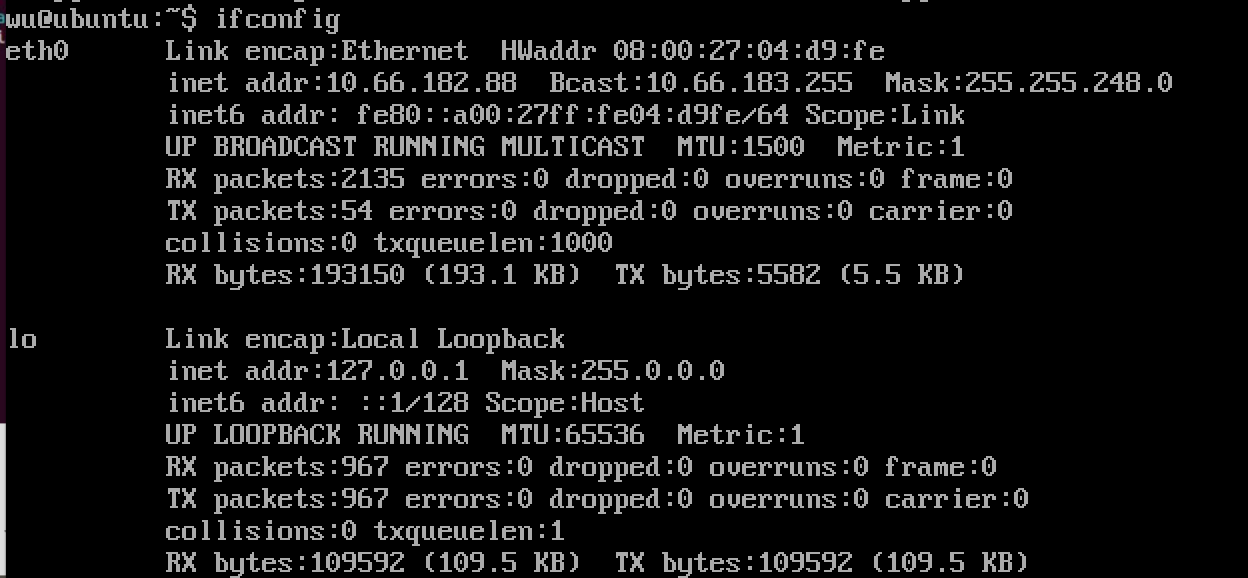 wu@ubuntu:~$ ifconfig
eth0      Link encap:Ethernet  HWaddr 08:00:27:04:d9:fe
          inet addr:10.66.182.88  Bcast:10.66.183.255  Mask:255.255.248.0
          inet6 addr: fe80::a00:27ff:fe04:d9fe/64 Scope:Link
          UP BROADCAST RUNNING MULTICAST  MTU:1500  Metric:1
          RX packets:2135 errors:0 dropped:0 overruns:0 frame:0
          TX packets:54 errors:0 dropped:0 overruns:0 carrier:0
          collisions:0 txqueuelen:1000
          RX bytes:193150 (193.1 KB)  TX bytes:5582 (5.5 KB)
lo        Link encap:Local Loopback
          inet addr:127.0.0.1  Mask:255.0.0.0
          inet6 addr: ::1/128 Scope:Host
          UP LOOPBACK RUNNING  MTU:65536  Metric:1
          RX packets:967 errors:0 dropped:0 overruns:0 frame:0
          TX packets:967 errors:0 dropped:0 overruns:0 carrier:0
          collisions:0 txqueuelen:1
          RX bytes:109592 (109.5 KB)  TX bytes:109592 (109.5 KB)